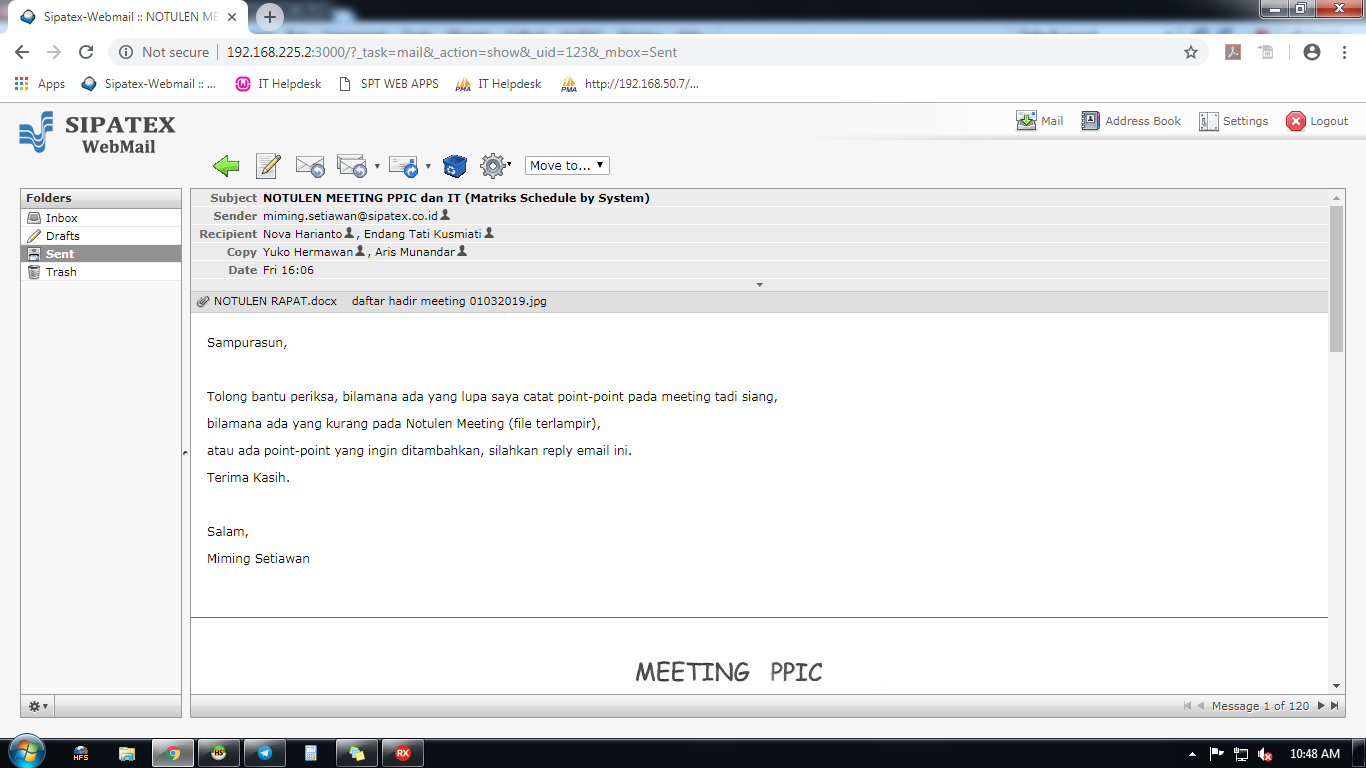 Sipatex-Webmail :: NOTULEN ME
Not secure | 192.168.225.2:3000/?_task=mail&_action=show&_uid=123&_mbox=Sent
Apps Sipatex-Webmail :: ... IT Helpdesk SPT WEB APPS IT Helpdesk http://192.168.50.7/...
SIPATEX
WebMail
Mail Address Book Settings Logout
Move to...
Folders
Inbox
Drafts
Sent
Trash
Subject NOTULEN MEETING PPIC dan IT (Matriks Schedule by System)
Sender miming.setiawan@sipatex.co.id
Recipient Nova Harianto, Endang Tati Kusmiati
Copy Yuko Hermawan, Aris Munandar
Date Fri 16:06
NOTULEN RAPAT.docx daftar hadir meeting 01032019.jpg
Sampurasun,
Tolong bantu periksa, bilamana ada yang lupa saya catat point-point pada meeting tadi siang,
bilamana ada yang kurang pada Notulen Meeting (file terlampir),
atau ada point-point yang ingin ditambahkan, silahkan reply email ini.
Terima Kasih.
Salam,
Miming Setiawan
MEETING PPIC
Message 1 of 120
HFS
HS
RX
10:48 AM